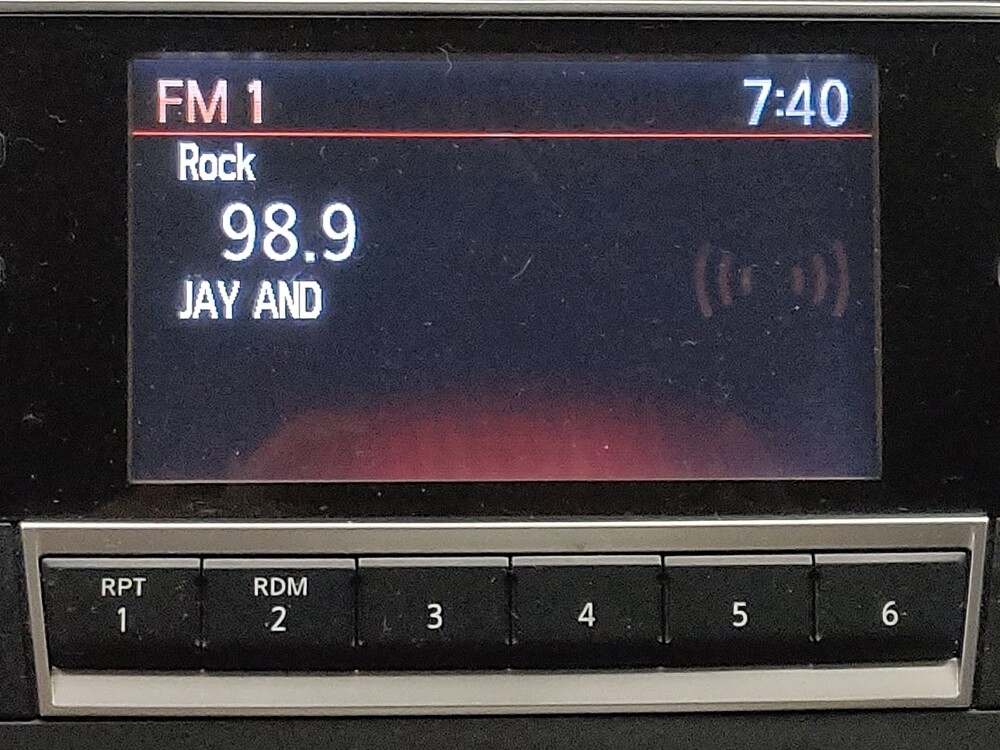 FM 1 7:40
Rock
98.9
JAY AND
RPT RDM
1 2 3 4 5 6